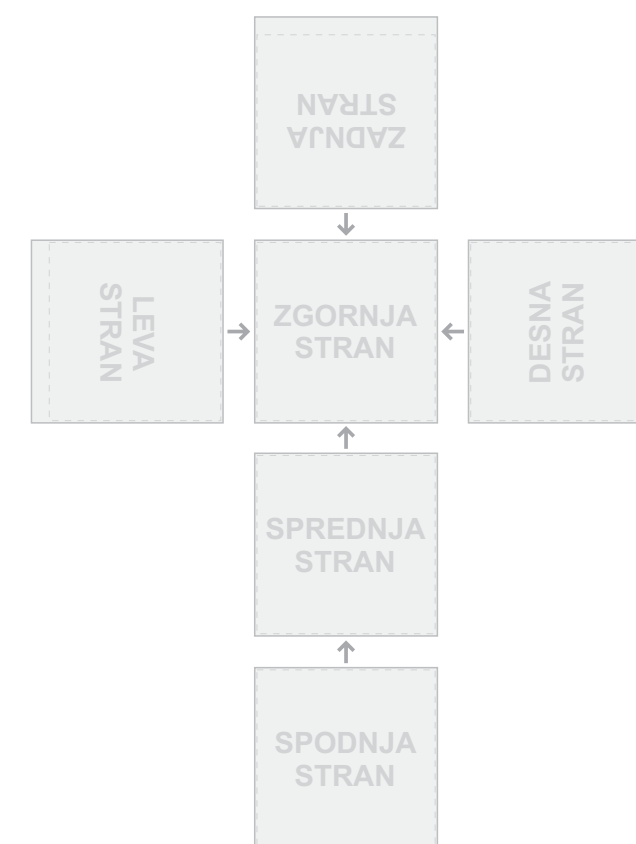 ZADNJA
STRAN
LEVA
STRAN
ZGORNJA
STRAN
DESNA
STRAN
SPREDNJA
STRAN
SPODNJA
STRAN